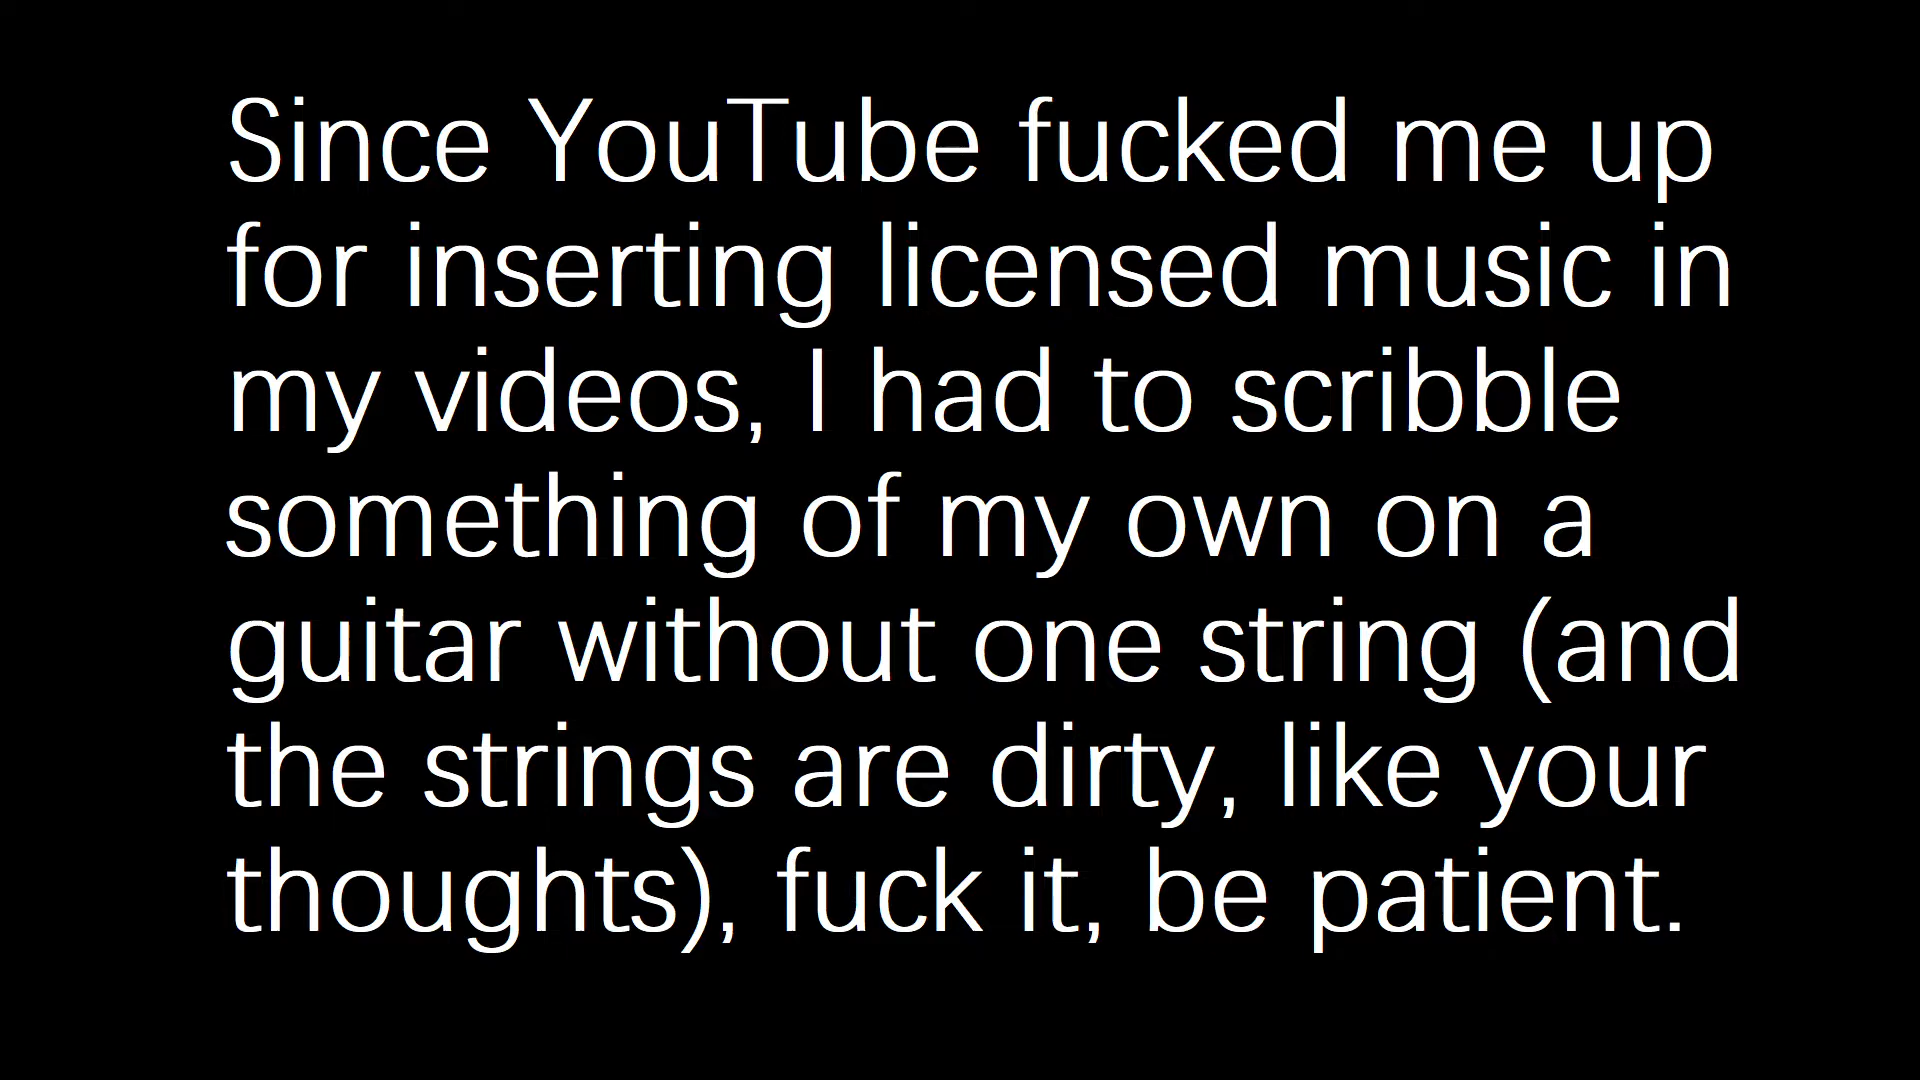 Since YouTube fucked me up
for inserting licensed music in
my videos, I had to scribble
something of my own on a
guitar without one string (and
the strings are dirty, like your
thoughts), fuck it, be patient.